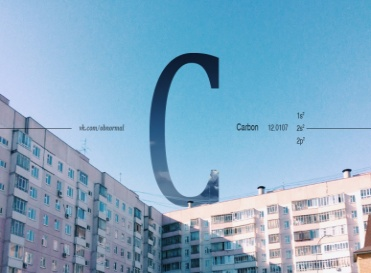 C
vk.com/abnormal
Carbon 12.0107
1s²
2s²
2p²